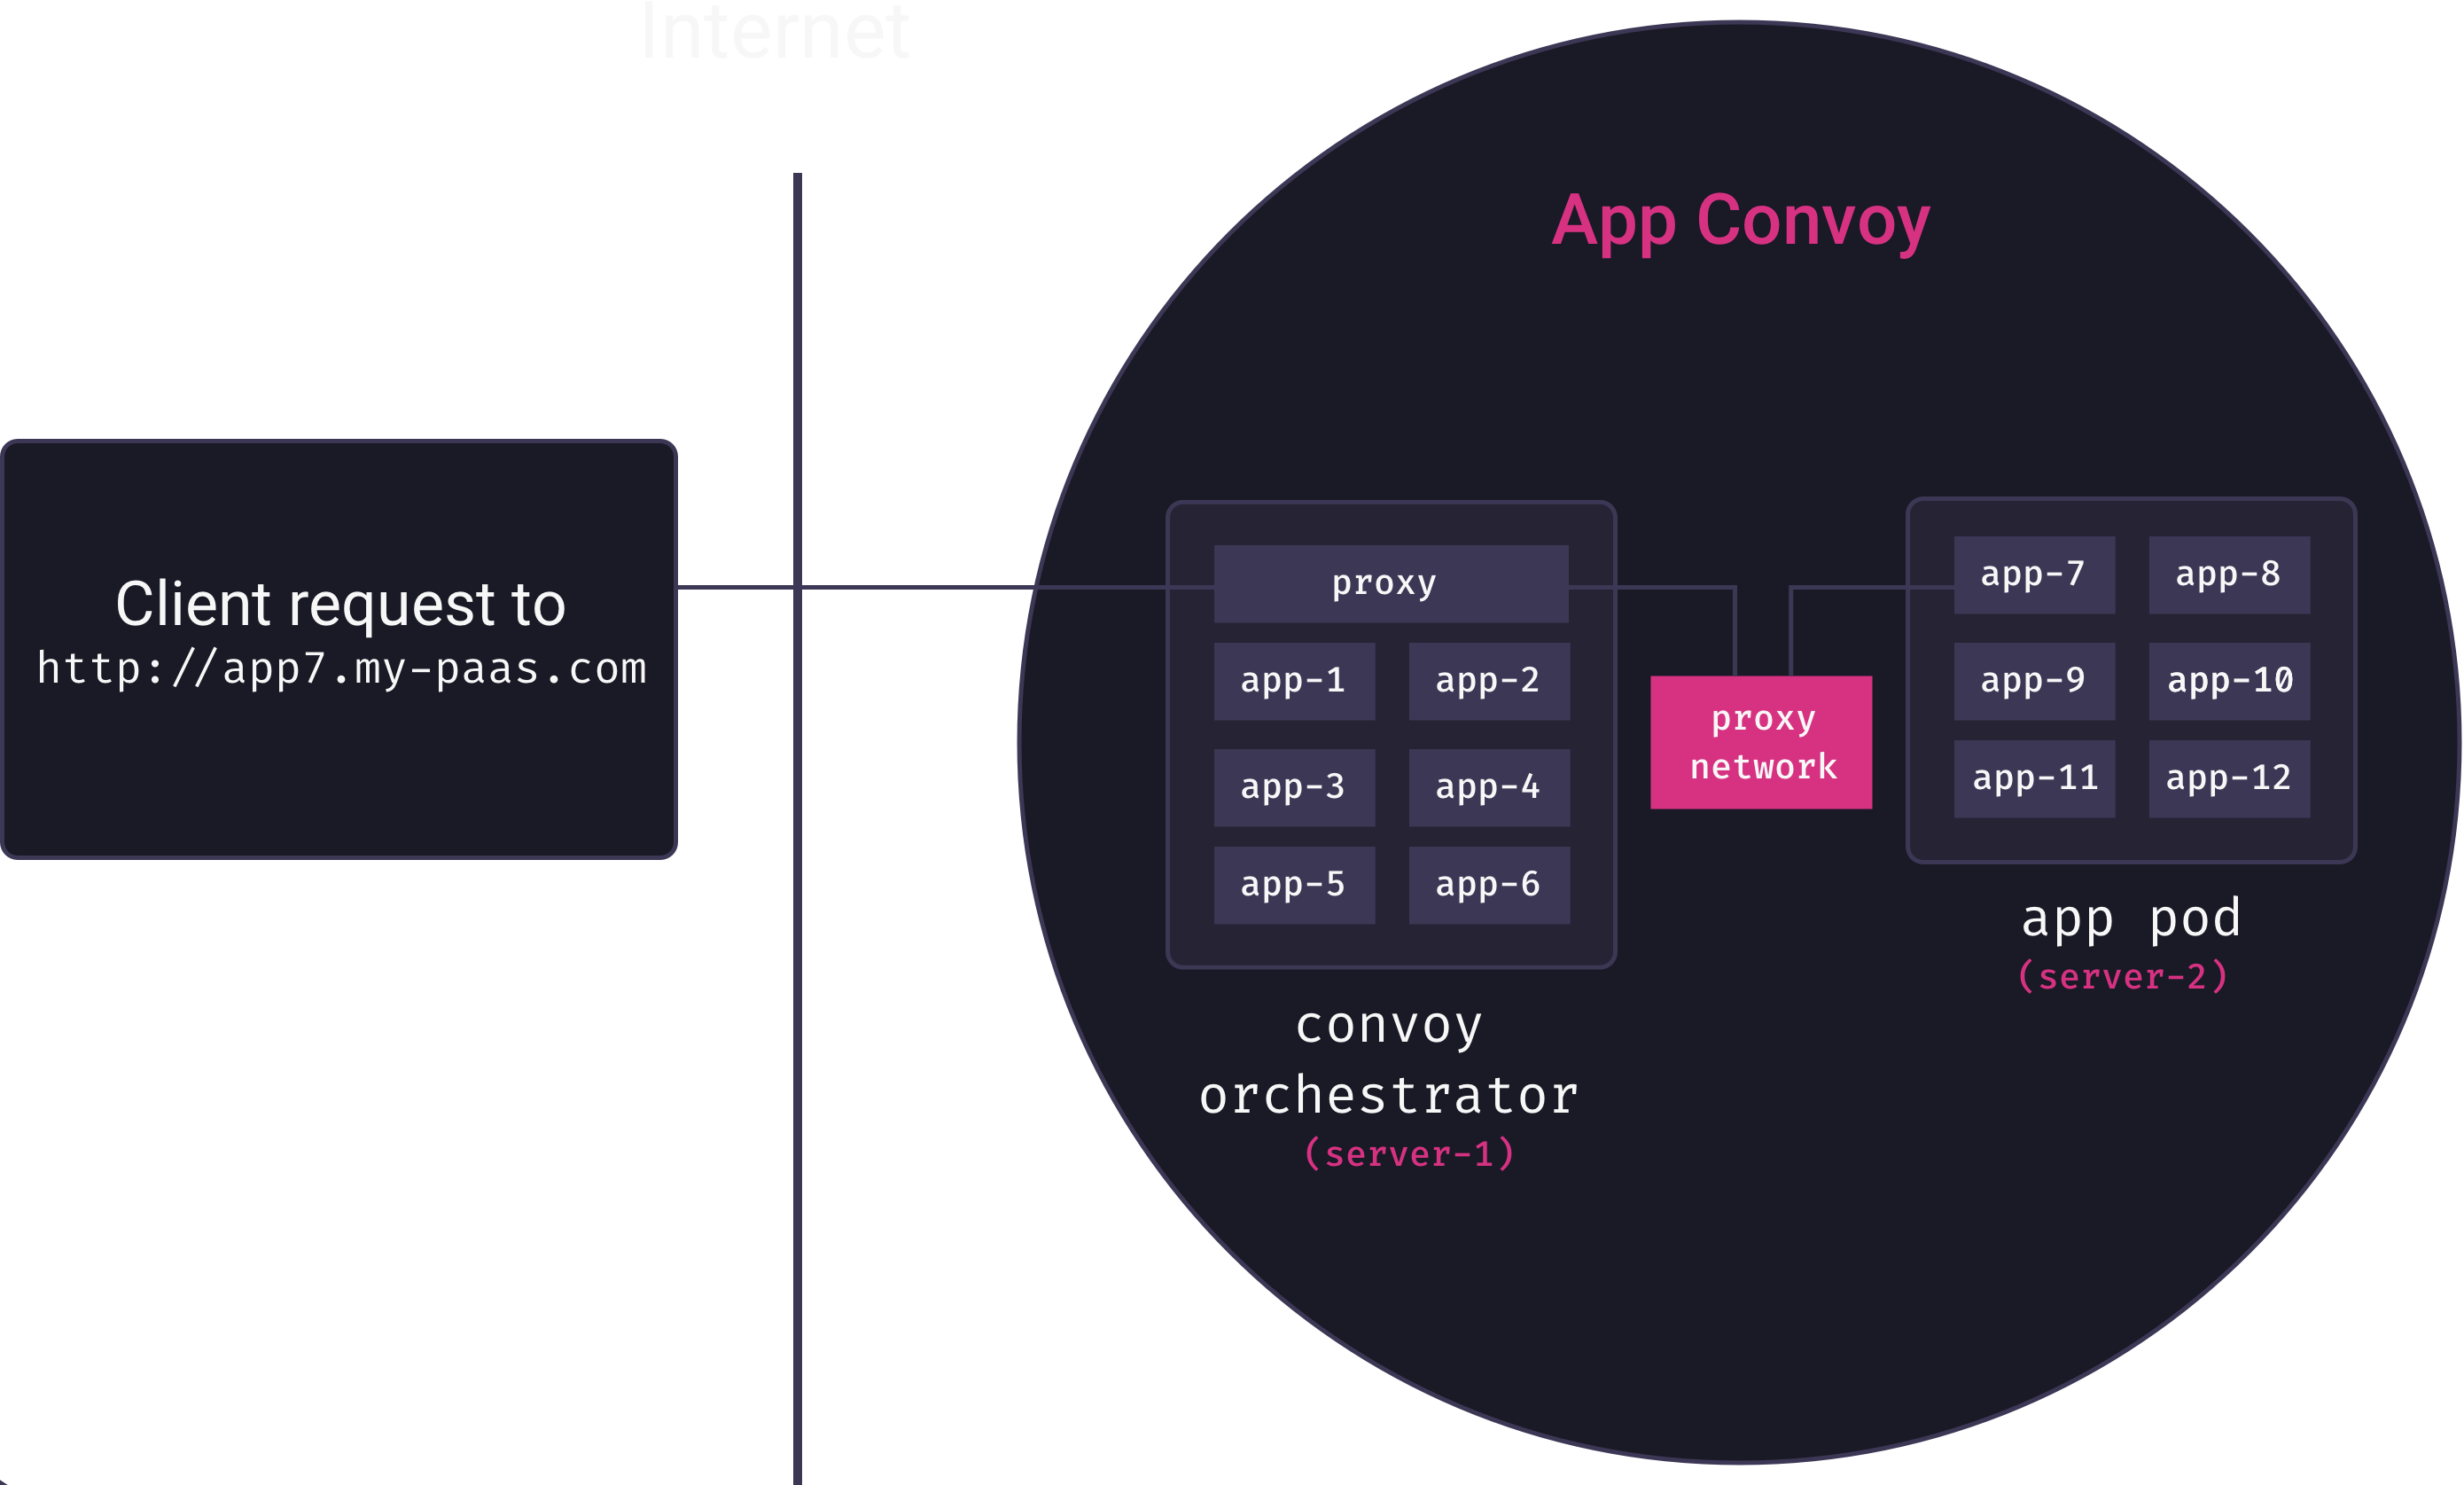 Internet
App Convoy
Client request to
http://app7.my-paas.com
proxy
app-1
app-2
app-3
app-4
app-5
app-6
convoy
orchestrator
(server-1)
proxy
network
app-7
app-8
app-9
app-10
app-11
app-12
app pod
(server-2)